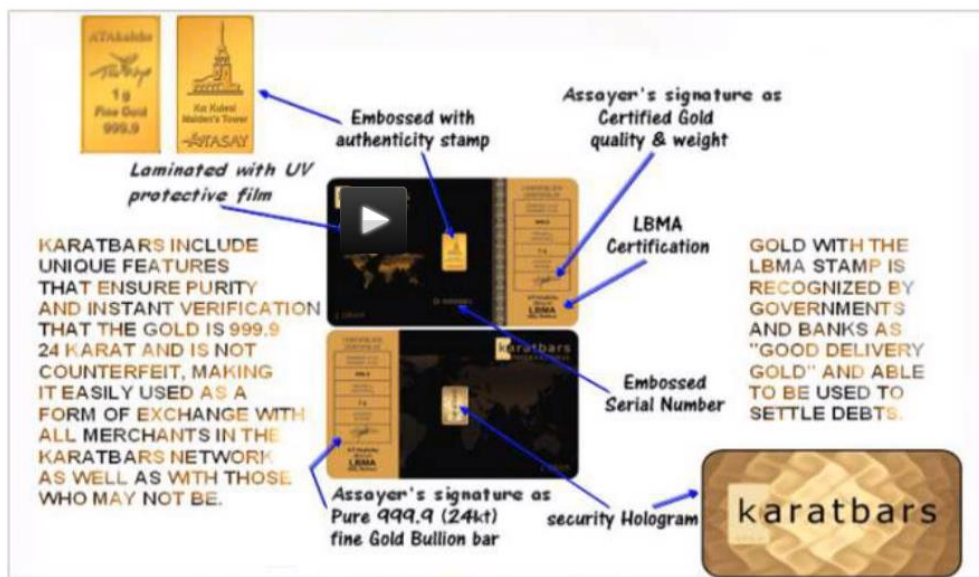 ATAkulche
1 g
Fine Gold
999.9
Kız Kulesi
Maiden's Tower
ATASAY
Embossed with
authenticity stamp
Assayer's signature as
Certified Gold
quality & weight
Laminated with UV
protective film
LBMA
Certification
KARATBARS INCLUDE
UNIQUE FEATURES
THAT ENSURE PURITY
AND INSTANT VERIFICATION
THAT THE GOLD IS 999.9
24 KARAT AND IS NOT
COUNTERFEIT, MAKING
IT EASILY USED AS A
FORM OF EXCHANGE WITH
ALL MERCHANTS IN THE
KARATBARS NETWORK
AS WELL AS WITH THOSE
WHO MAY NOT BE.
LBMA
karatbars
LBMA
GOLD WITH THE
LBMA STAMP IS
RECOGNIZED BY
GOVERNMENTS
AND BANKS AS
"GOOD DELIVERY
GOLD" AND ABLE
TO BE USED TO
SETTLE DEBTS.
Embossed
Serial Number
Assayer's signature as
Pure 999.9 (24kt)
fine Gold Bullion bar
security Hologram
karatbars